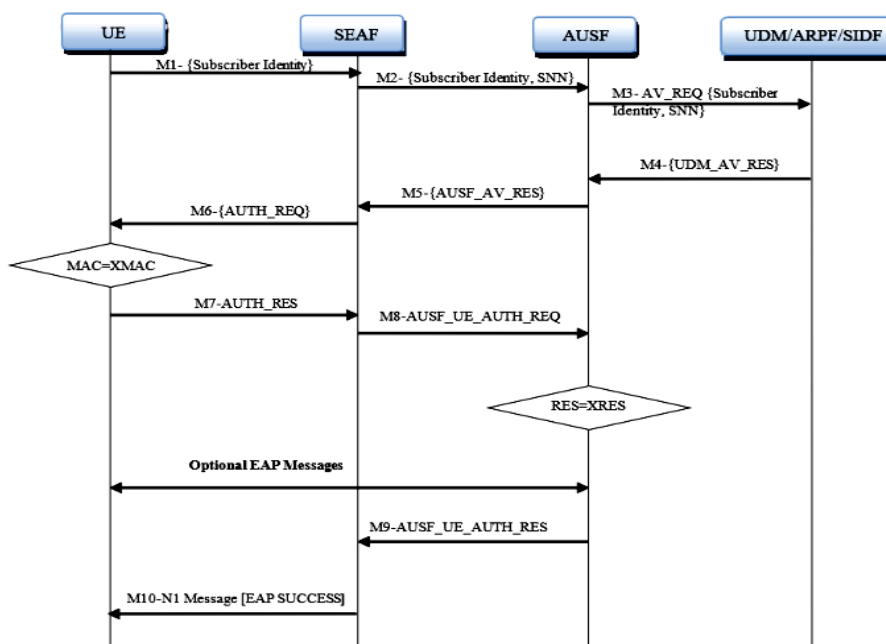 UE
SEAF
AUSF
UDM/ARPF/SIDF
M1- {Subscriber Identity}
M2- {Subscriber Identity, SNN}
M3- AV_REQ {Subscriber
Identity, SNN}
M4-{UDM_AV_RES}
M5-{AUSF_AV_RES}
M6-{AUTH_REQ}
MAC=XMAC
M7-AUTH_RES
M8-AUSF_UE_AUTH_REQ
RES=XRES
Optional EAP Messages
M9-AUSF_UE_AUTH_RES
M10-N1 Message [EAP SUCCESS]